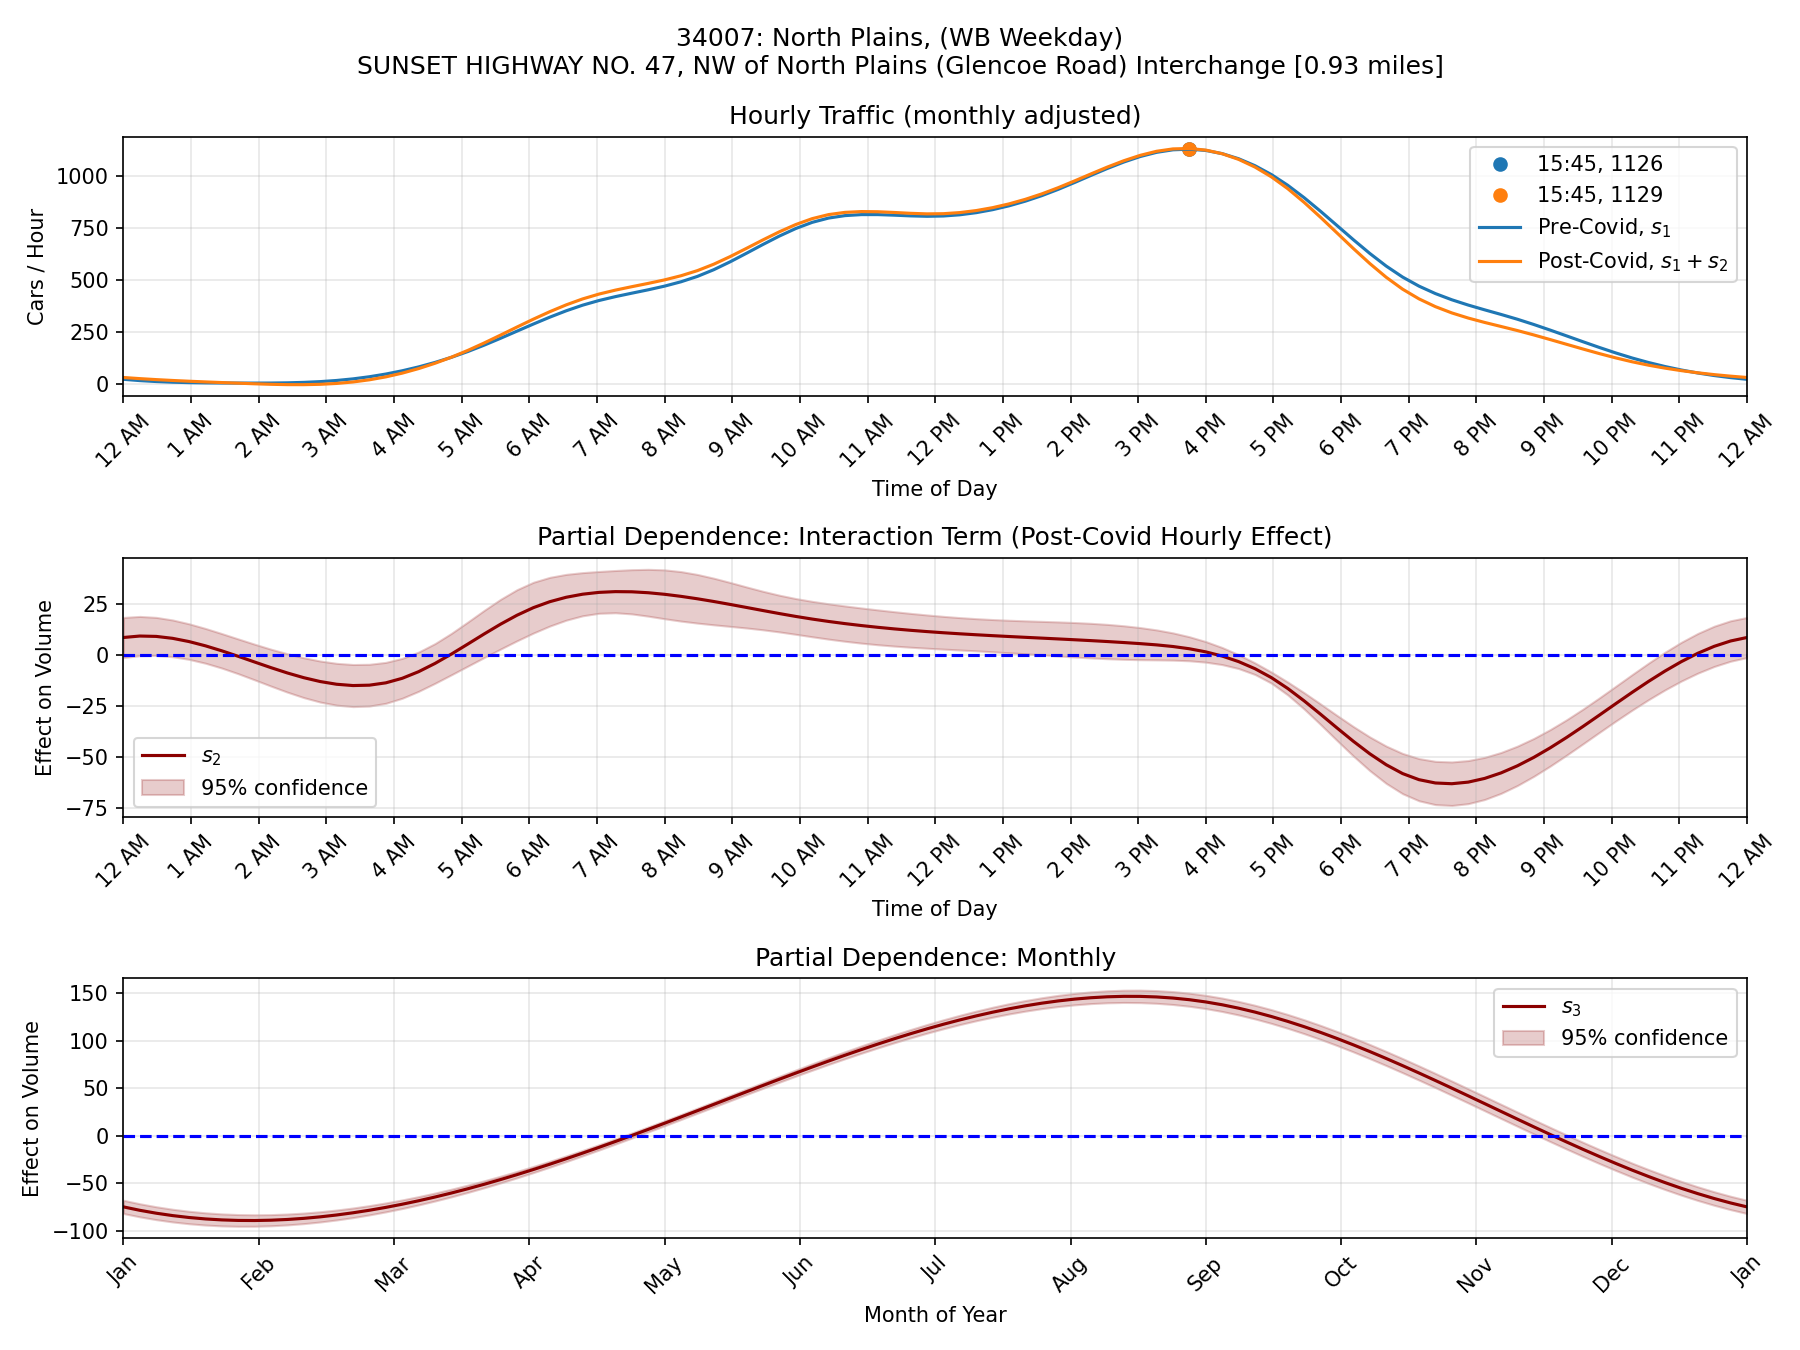 34007: North Plains, (WB Weekday)
SUNSET HIGHWAY NO. 47, NW of North Plains (Glencoe Road) Interchange [0.93 miles]
Hourly Traffic (monthly adjusted)
Cars / Hour
1000
750
500
250
0
15:45, 1126
15:45, 1129
Pre-Covid, s₁
Post-Covid, s₁ + s₂
12 AM 1 AM 2 AM 3 AM 4 AM 5 AM 6 AM 7 AM 8 AM 9 AM 10 AM 11 AM 12 PM 1 PM 2 PM 3 PM 4 PM 5 PM 6 PM 7 PM 8 PM 9 PM 10 PM 11 PM 12 AM
Time of Day
Partial Dependence: Interaction Term (Post-Covid Hourly Effect)
Effect on Volume
25
0
−25
−50
−75
s₂
95% confidence
12 AM 1 AM 2 AM 3 AM 4 AM 5 AM 6 AM 7 AM 8 AM 9 AM 10 AM 11 AM 12 PM 1 PM 2 PM 3 PM 4 PM 5 PM 6 PM 7 PM 8 PM 9 PM 10 PM 11 PM 12 AM
Time of Day
Partial Dependence: Monthly
Effect on Volume
150
100
50
0
−50
−100
s₃
95% confidence
Jan Feb Mar Apr May Jun Jul Aug Sep Oct Nov Dec Jan
Month of Year